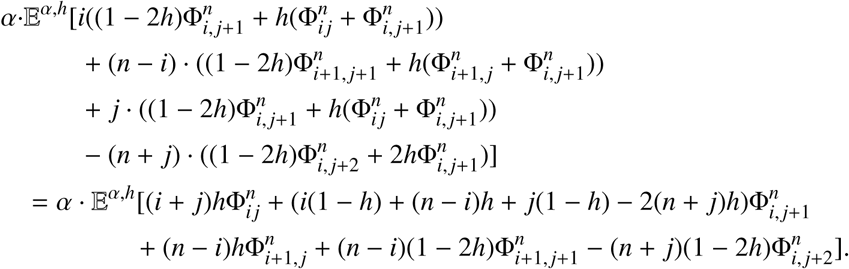 α·𝔼^{α,h}[i((1 − 2h)Φ^n_{i,j+1} + h(Φ^n_{ij} + Φ^n_{i,j+1}))
+ (n − i) · ((1 − 2h)Φ^n_{i+1,j+1} + h(Φ^n_{i+1,j} + Φ^n_{i,j+1}))
+ j · ((1 − 2h)Φ^n_{i,j+1} + h(Φ^n_{ij} + Φ^n_{i,j+1}))
− (n + j) · ((1 − 2h)Φ^n_{i,j+2} + 2hΦ^n_{i,j+1})]
= α · 𝔼^{α,h}[(i + j)hΦ^n_{ij} + (i(1 − h) + (n − i)h + j(1 − h) − 2(n + j)h)Φ^n_{i,j+1}
+ (n − i)hΦ^n_{i+1,j} + (n − i)(1 − 2h)Φ^n_{i+1,j+1} − (n + j)(1 − 2h)Φ^n_{i,j+2}].